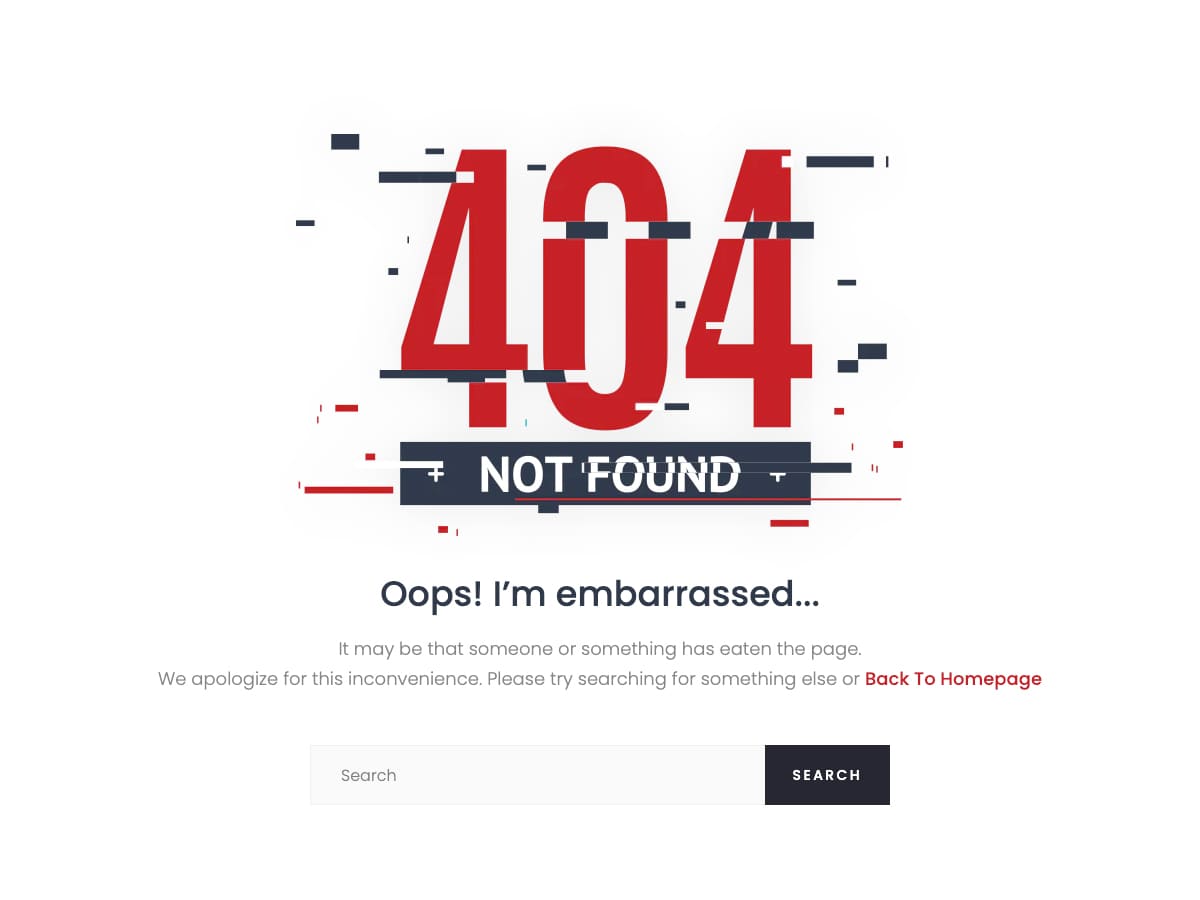 404
NOT FOUND
Oops! I’m embarrassed...
It may be that someone or something has eaten the page.
We apologize for this inconvenience. Please try searching for something else or Back To Homepage
Search
SEARCH